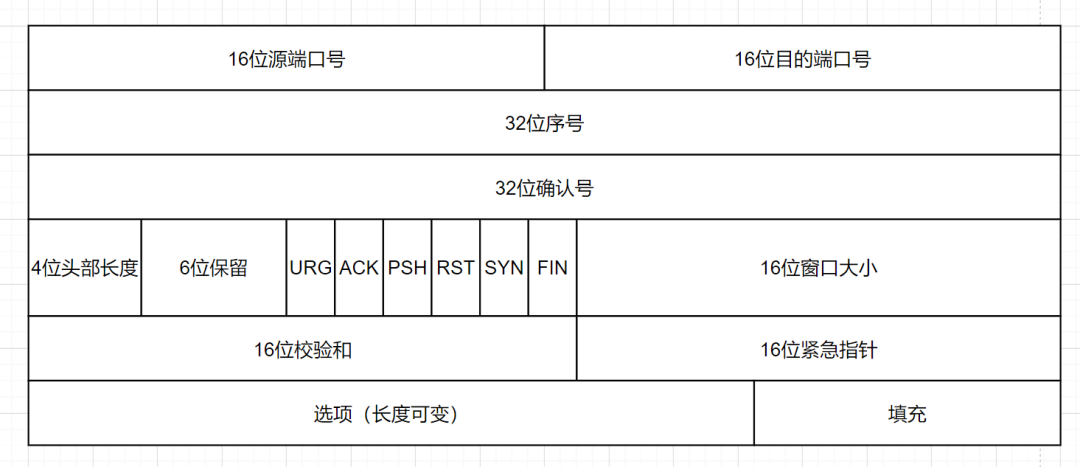 16位源端口号
16位目的端口号
32位序号
32位确认号
4位头部长度
6位保留
URG
ACK
PSH
RST
SYN
FIN
16位窗口大小
16位校验和
16位紧急指针
选项（长度可变）
填充